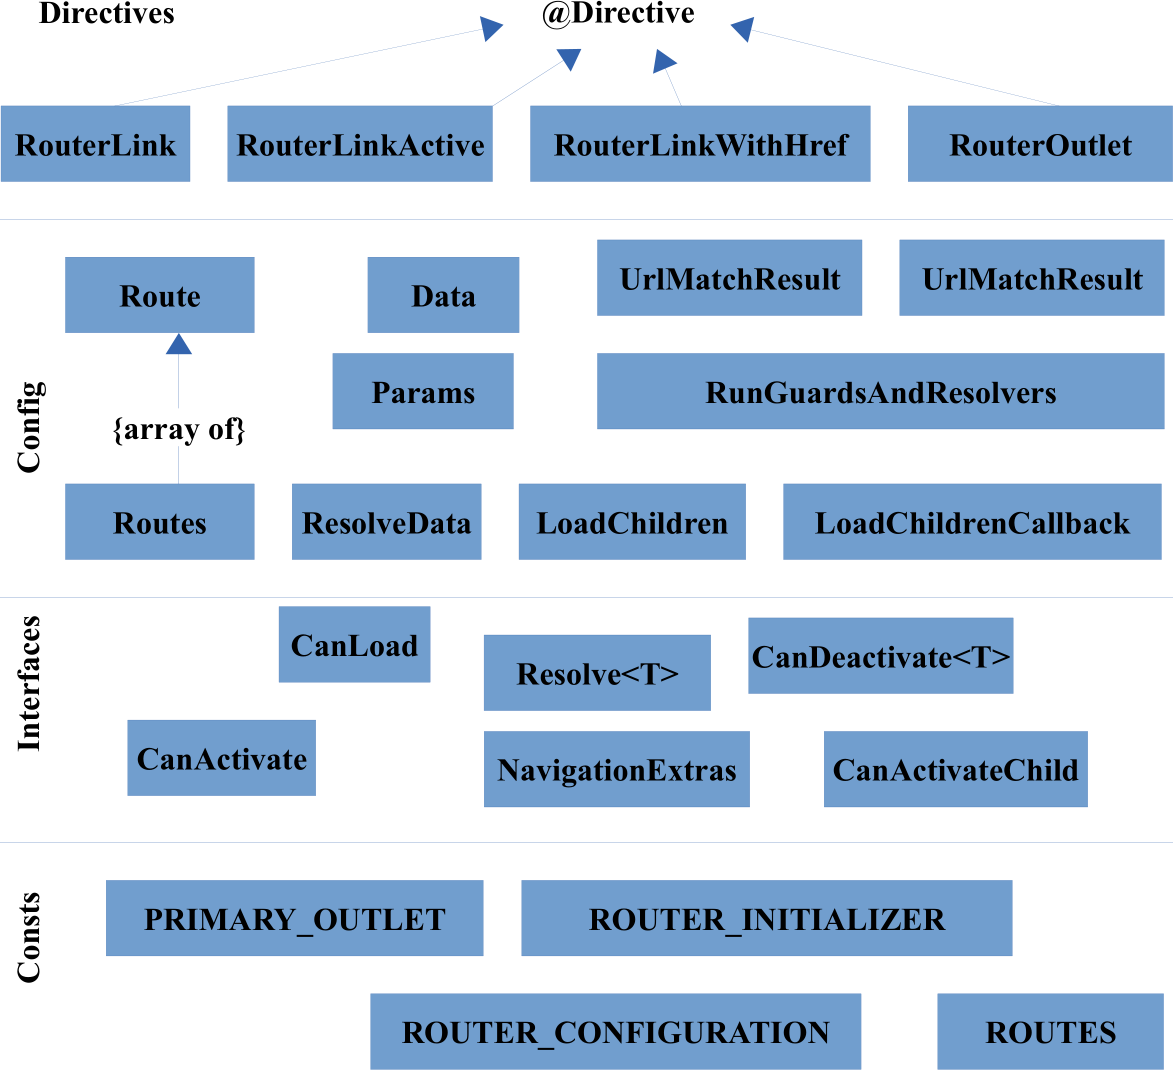 Directives
@Directive
RouterLink
RouterLinkActive
RouterLinkWithHref
RouterOutlet
Config
Route
Data
UrlMatchResult
UrlMatchResult
Params
RunGuardsAndResolvers
{array of}
Routes
ResolveData
LoadChildren
LoadChildrenCallback
Interfaces
CanLoad
Resolve<T>
CanDeactivate<T>
CanActivate
NavigationExtras
CanActivateChild
Consts
PRIMARY_OUTLET
ROUTER_INITIALIZER
ROUTER_CONFIGURATION
ROUTES